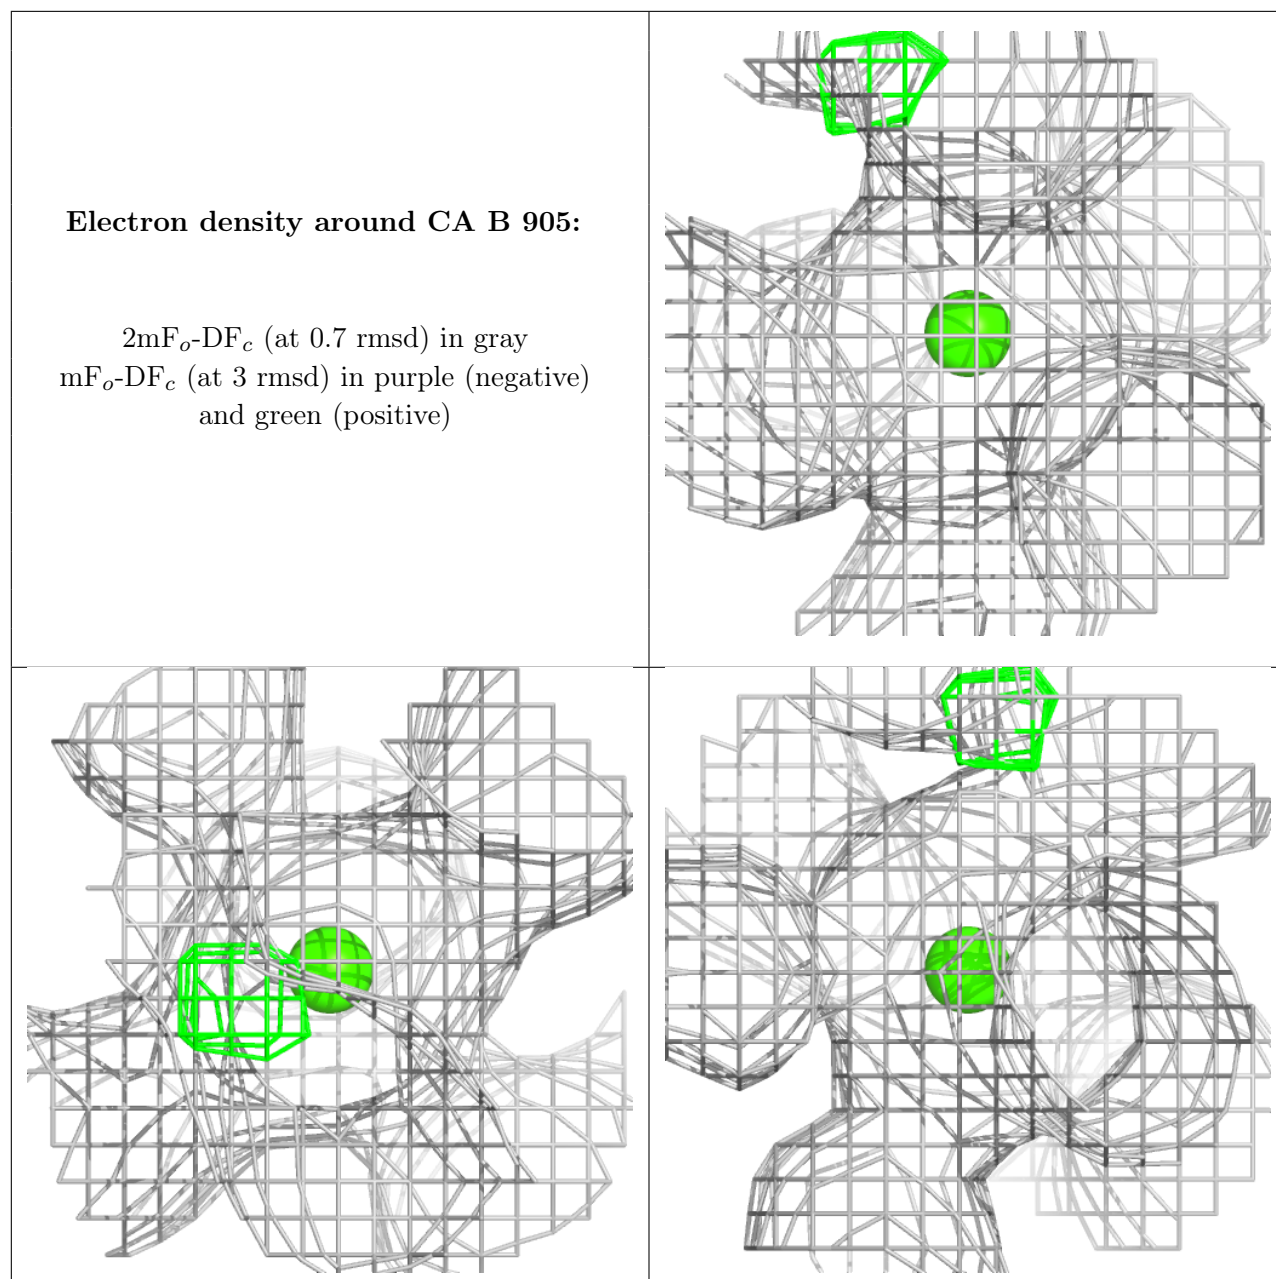 Electron density around CA B 905:
2mFo-DFc (at 0.7 rmsd) in gray
mFo-DFc (at 3 rmsd) in purple (negative)
and green (positive)